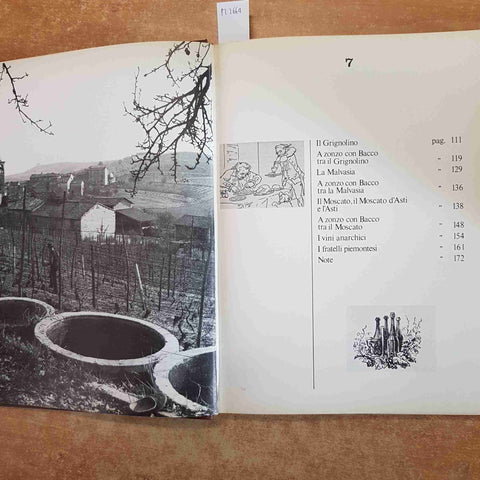 7
Il Grignolino pag. 111
A zonzo con Bacco
tra il Grignolino " 119
La Malvasia " 129
A zonzo con Bacco
tra la Malvasia " 136
Il Moscato, il Moscato d'Asti
e l'Asti " 138
A zonzo con Bacco
tra il Moscato " 148
I vini anarchici " 154
I fratelli piemontesi " 161
Note " 172